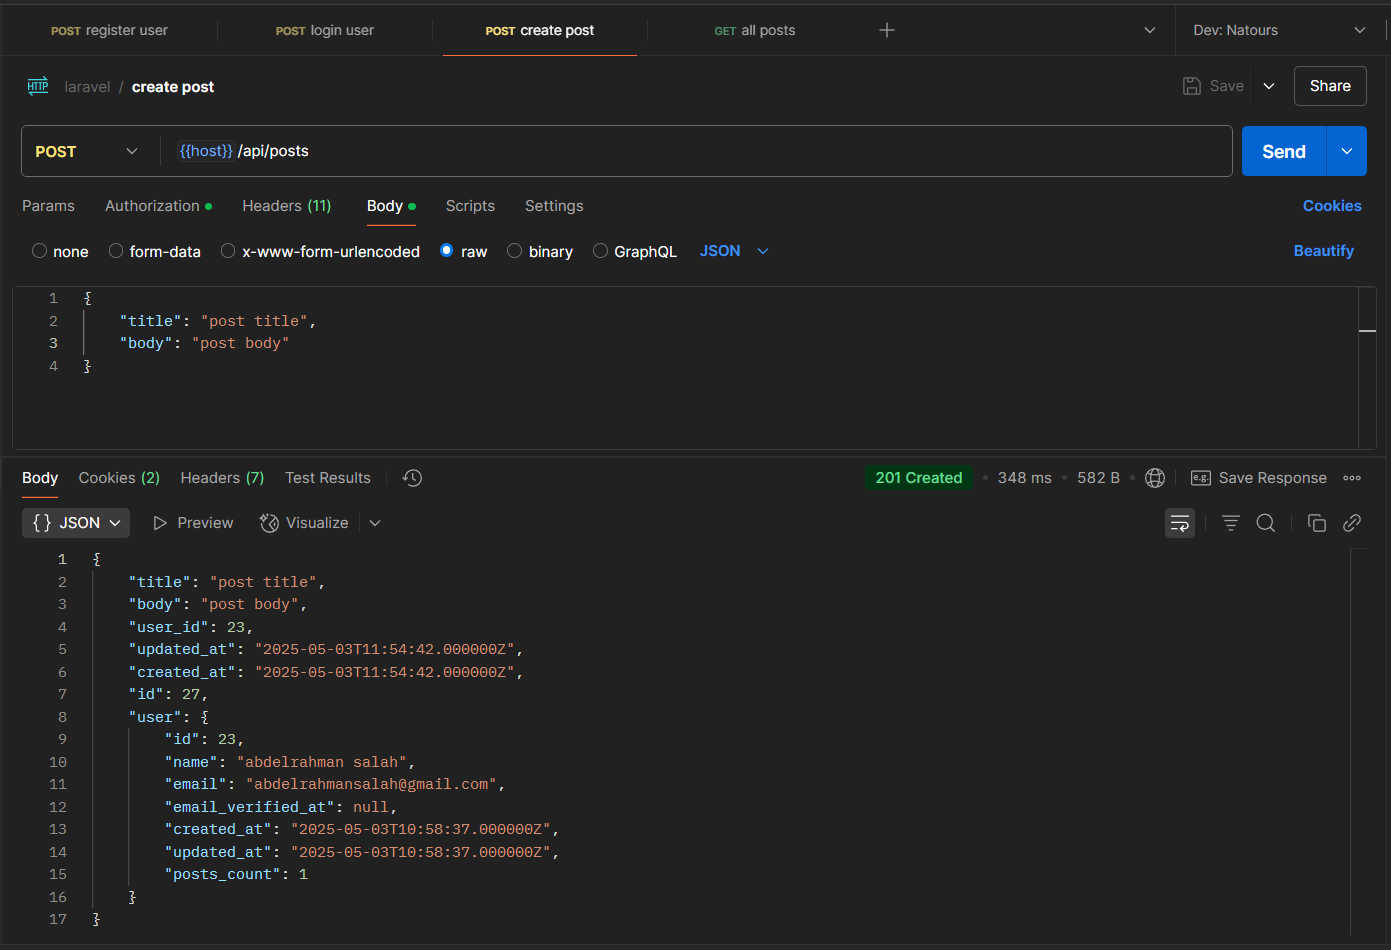 POST register user
POST login user
POST create post
GET all posts
Dev: Natours
HTTP laravel / create post
Save
Share
POST
{{host}} /api/posts
Send
Params
Authorization
Headers (11)
Body
Scripts
Settings
Cookies
none
form-data
x-www-form-urlencoded
raw
binary
GraphQL
JSON
Beautify
1 {
2 "title": "post title",
3 "body": "post body"
4 }
Body
Cookies (2)
Headers (7)
Test Results
201 Created
348 ms
582 B
e.g. Save Response
{} JSON
Preview
Visualize
1 {
2 "title": "post title",
3 "body": "post body",
4 "user_id": 23,
5 "updated_at": "2025-05-03T11:54:42.000000Z",
6 "created_at": "2025-05-03T11:54:42.000000Z",
7 "id": 27,
8 "user": {
9 "id": 23,
10 "name": "abdelrahman salah",
11 "email": "abdelrahmansalah@gmail.com",
12 "email_verified_at": null,
13 "created_at": "2025-05-03T10:58:37.000000Z",
14 "updated_at": "2025-05-03T10:58:37.000000Z",
15 "posts_count": 1
16 }
17 }